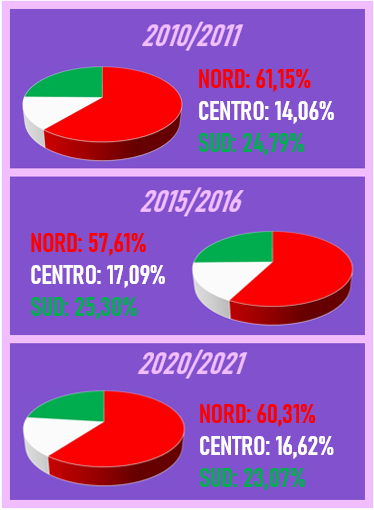 2010/2011
NORD: 61,15%
CENTRO: 14,06%
SUD: 24,79%
2015/2016
NORD: 57,61%
CENTRO: 17,09%
SUD: 25,30%
2020/2021
NORD: 60,31%
CENTRO: 16,62%
SUD: 23,07%